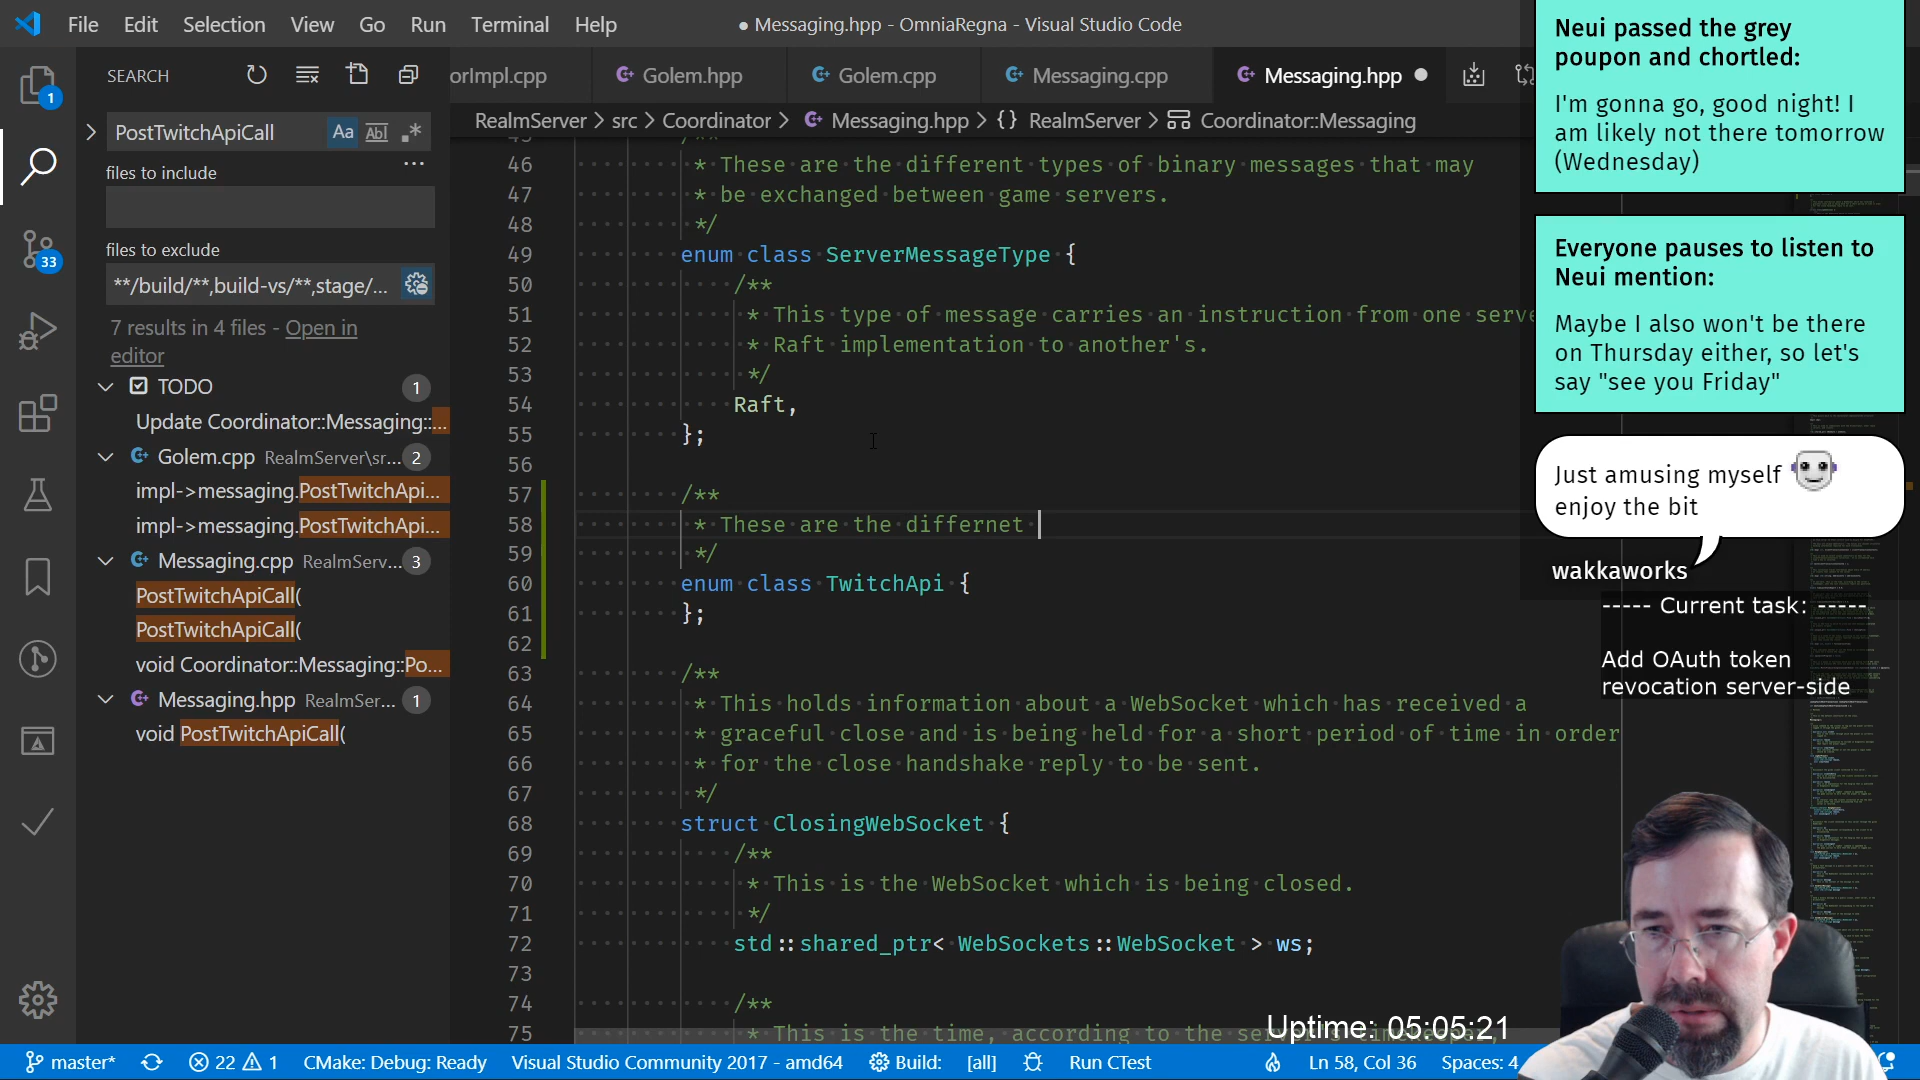 File Edit Selection View Go Run Terminal Help
● Messaging.hpp - OmniaRegna - Visual Studio Code
SEARCH
orImpl.cpp Golem.hpp Golem.cpp Messaging.cpp Messaging.hpp
RealmServer > src > Coordinator > Messaging.hpp > {} RealmServer > Coordinator::Messaging
1
33
PostTwitchApiCall
Aa Abl
files to include
files to exclude
**/build/**,build-vs/**,stage/...
7 results in 4 files - Open in
editor
TODO 1
Update Coordinator::Messaging::...
Golem.cpp RealmServer\sr... 2
impl->messaging.PostTwitchApi...
impl->messaging.PostTwitchApi...
Messaging.cpp RealmServ... 3
PostTwitchApiCall(
PostTwitchApiCall(
void Coordinator::Messaging::Po...
Messaging.hpp RealmSer... 1
void PostTwitchApiCall(
46 * These are the different types of binary messages that may
47 * be exchanged between game servers.
48 */
49 enum class ServerMessageType {
50 /**
51 * This type of message carries an instruction from one serve
52 * Raft implementation to another's.
53 */
54 Raft,
55 };
56
57 /**
58 * These are the differnet
59 */
60 enum class TwitchApi {
61 };
62
63 /**
64 * This holds information about a WebSocket which has received a
65 * graceful close and is being held for a short period of time in order
66 * for the close handshake reply to be sent.
67 */
68 struct ClosingWebSocket {
69 /**
70 * This is the WebSocket which is being closed.
71 */
72 std::shared_ptr< WebSockets::WebSocket > ws;
73
74 /**
75 * This is the time, according to the server's timekeeper,
Neui passed the grey
poupon and chortled:
I'm gonna go, good night! I
am likely not there tomorrow
(Wednesday)
Everyone pauses to listen to
Neui mention:
Maybe I also won't be there
on Thursday either, so let's
say "see you Friday"
Just amusing myself
enjoy the bit
wakkaworks
----- Current task: -----
Add OAuth token
revocation server-side
Uptime: 05:05:21
master* 22 1 CMake: Debug: Ready Visual Studio Community 2017 - amd64 Build: [all] Run CTest Ln 58, Col 36 Spaces: 4